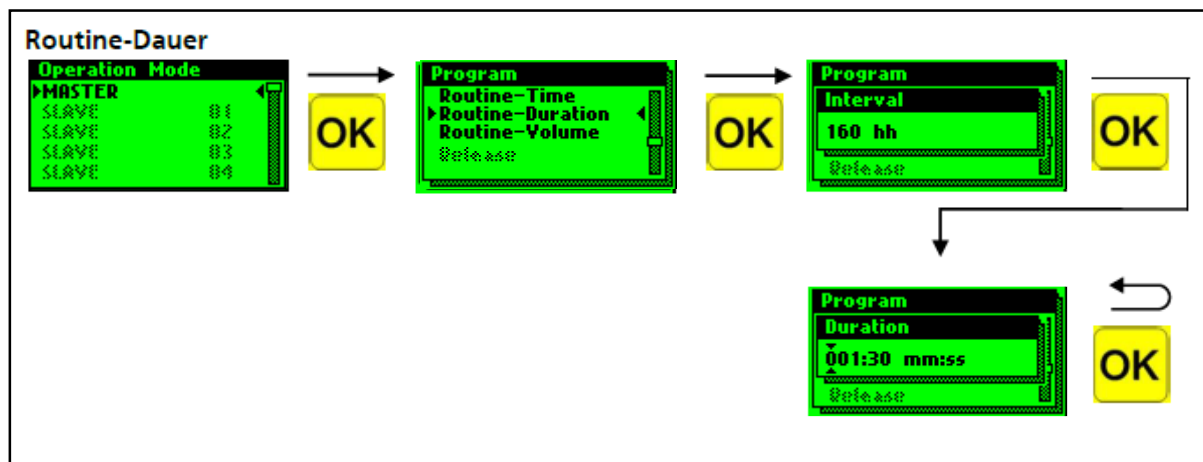 Routine-Dauer
Operation Mode
MASTER
SLAVE 01
SLAVE 02
SLAVE 03
SLAVE 04
OK
Program
Routine-Time
Routine-Duration
Routine-Volume
Release
OK
Program
Interval
160 hh
Release
OK
Program
Duration
001:30 mm:ss
Release
OK